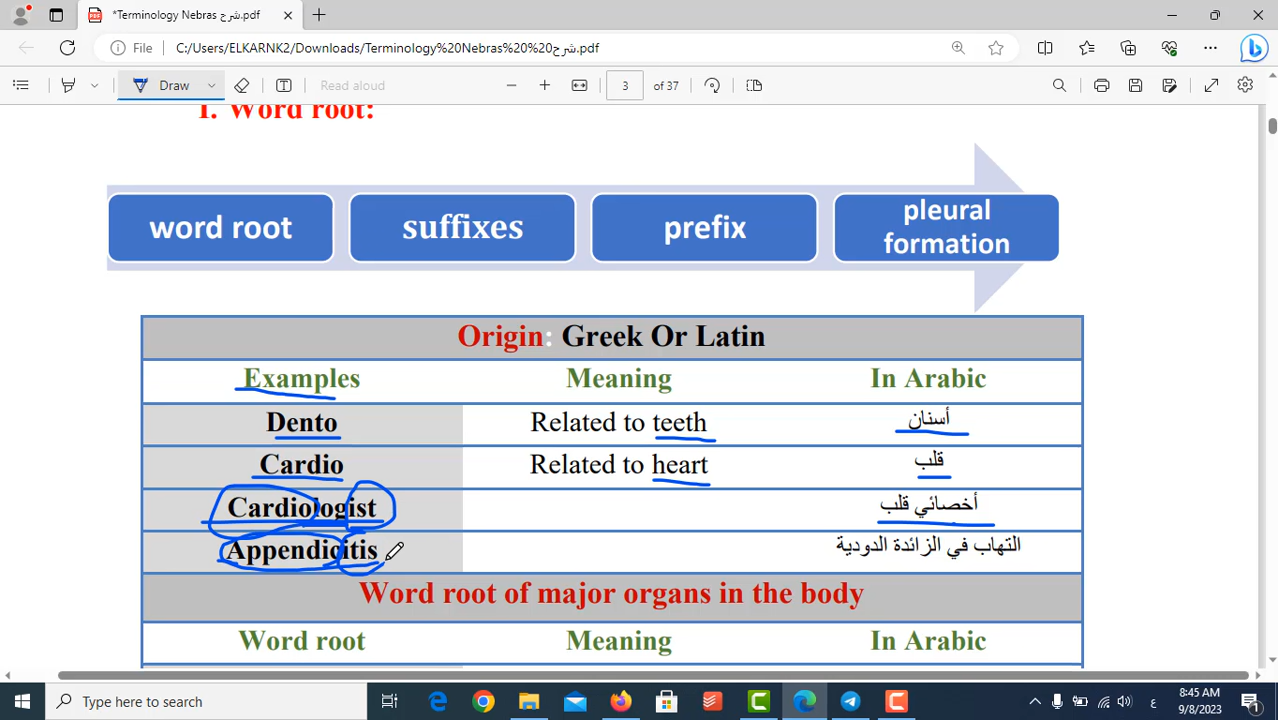 *Terminology Nebras شرح.pdf
File C:/Users/ELKARNK2/Downloads/Terminology%20Nebras%20%20شرح.pdf
Draw Read aloud 3 of 37
I. Word root:
word root suffixes prefix pleural formation
Origin: Greek Or Latin
Examples Meaning In Arabic
Dento Related to teeth أسنان
Cardio Related to heart قلب
Cardiologist أخصائي قلب
Appendicitis التهاب في الزائدة الدودية
Word root of major organs in the body
Word root Meaning In Arabic
Type here to search ع 8:45 AM
9/8/2023 1